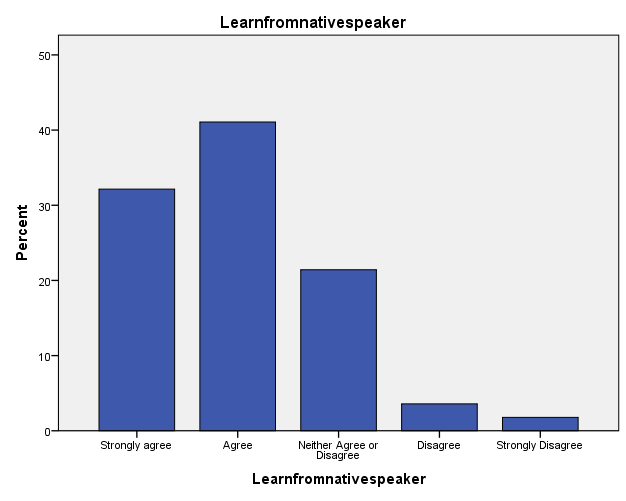 Learnfromnativespeaker
50
40
30
20
10
0
Percent
Strongly agree
Agree
Neither Agree or
Disagree
Disagree
Strongly Disagree
Learnfromnativespeaker